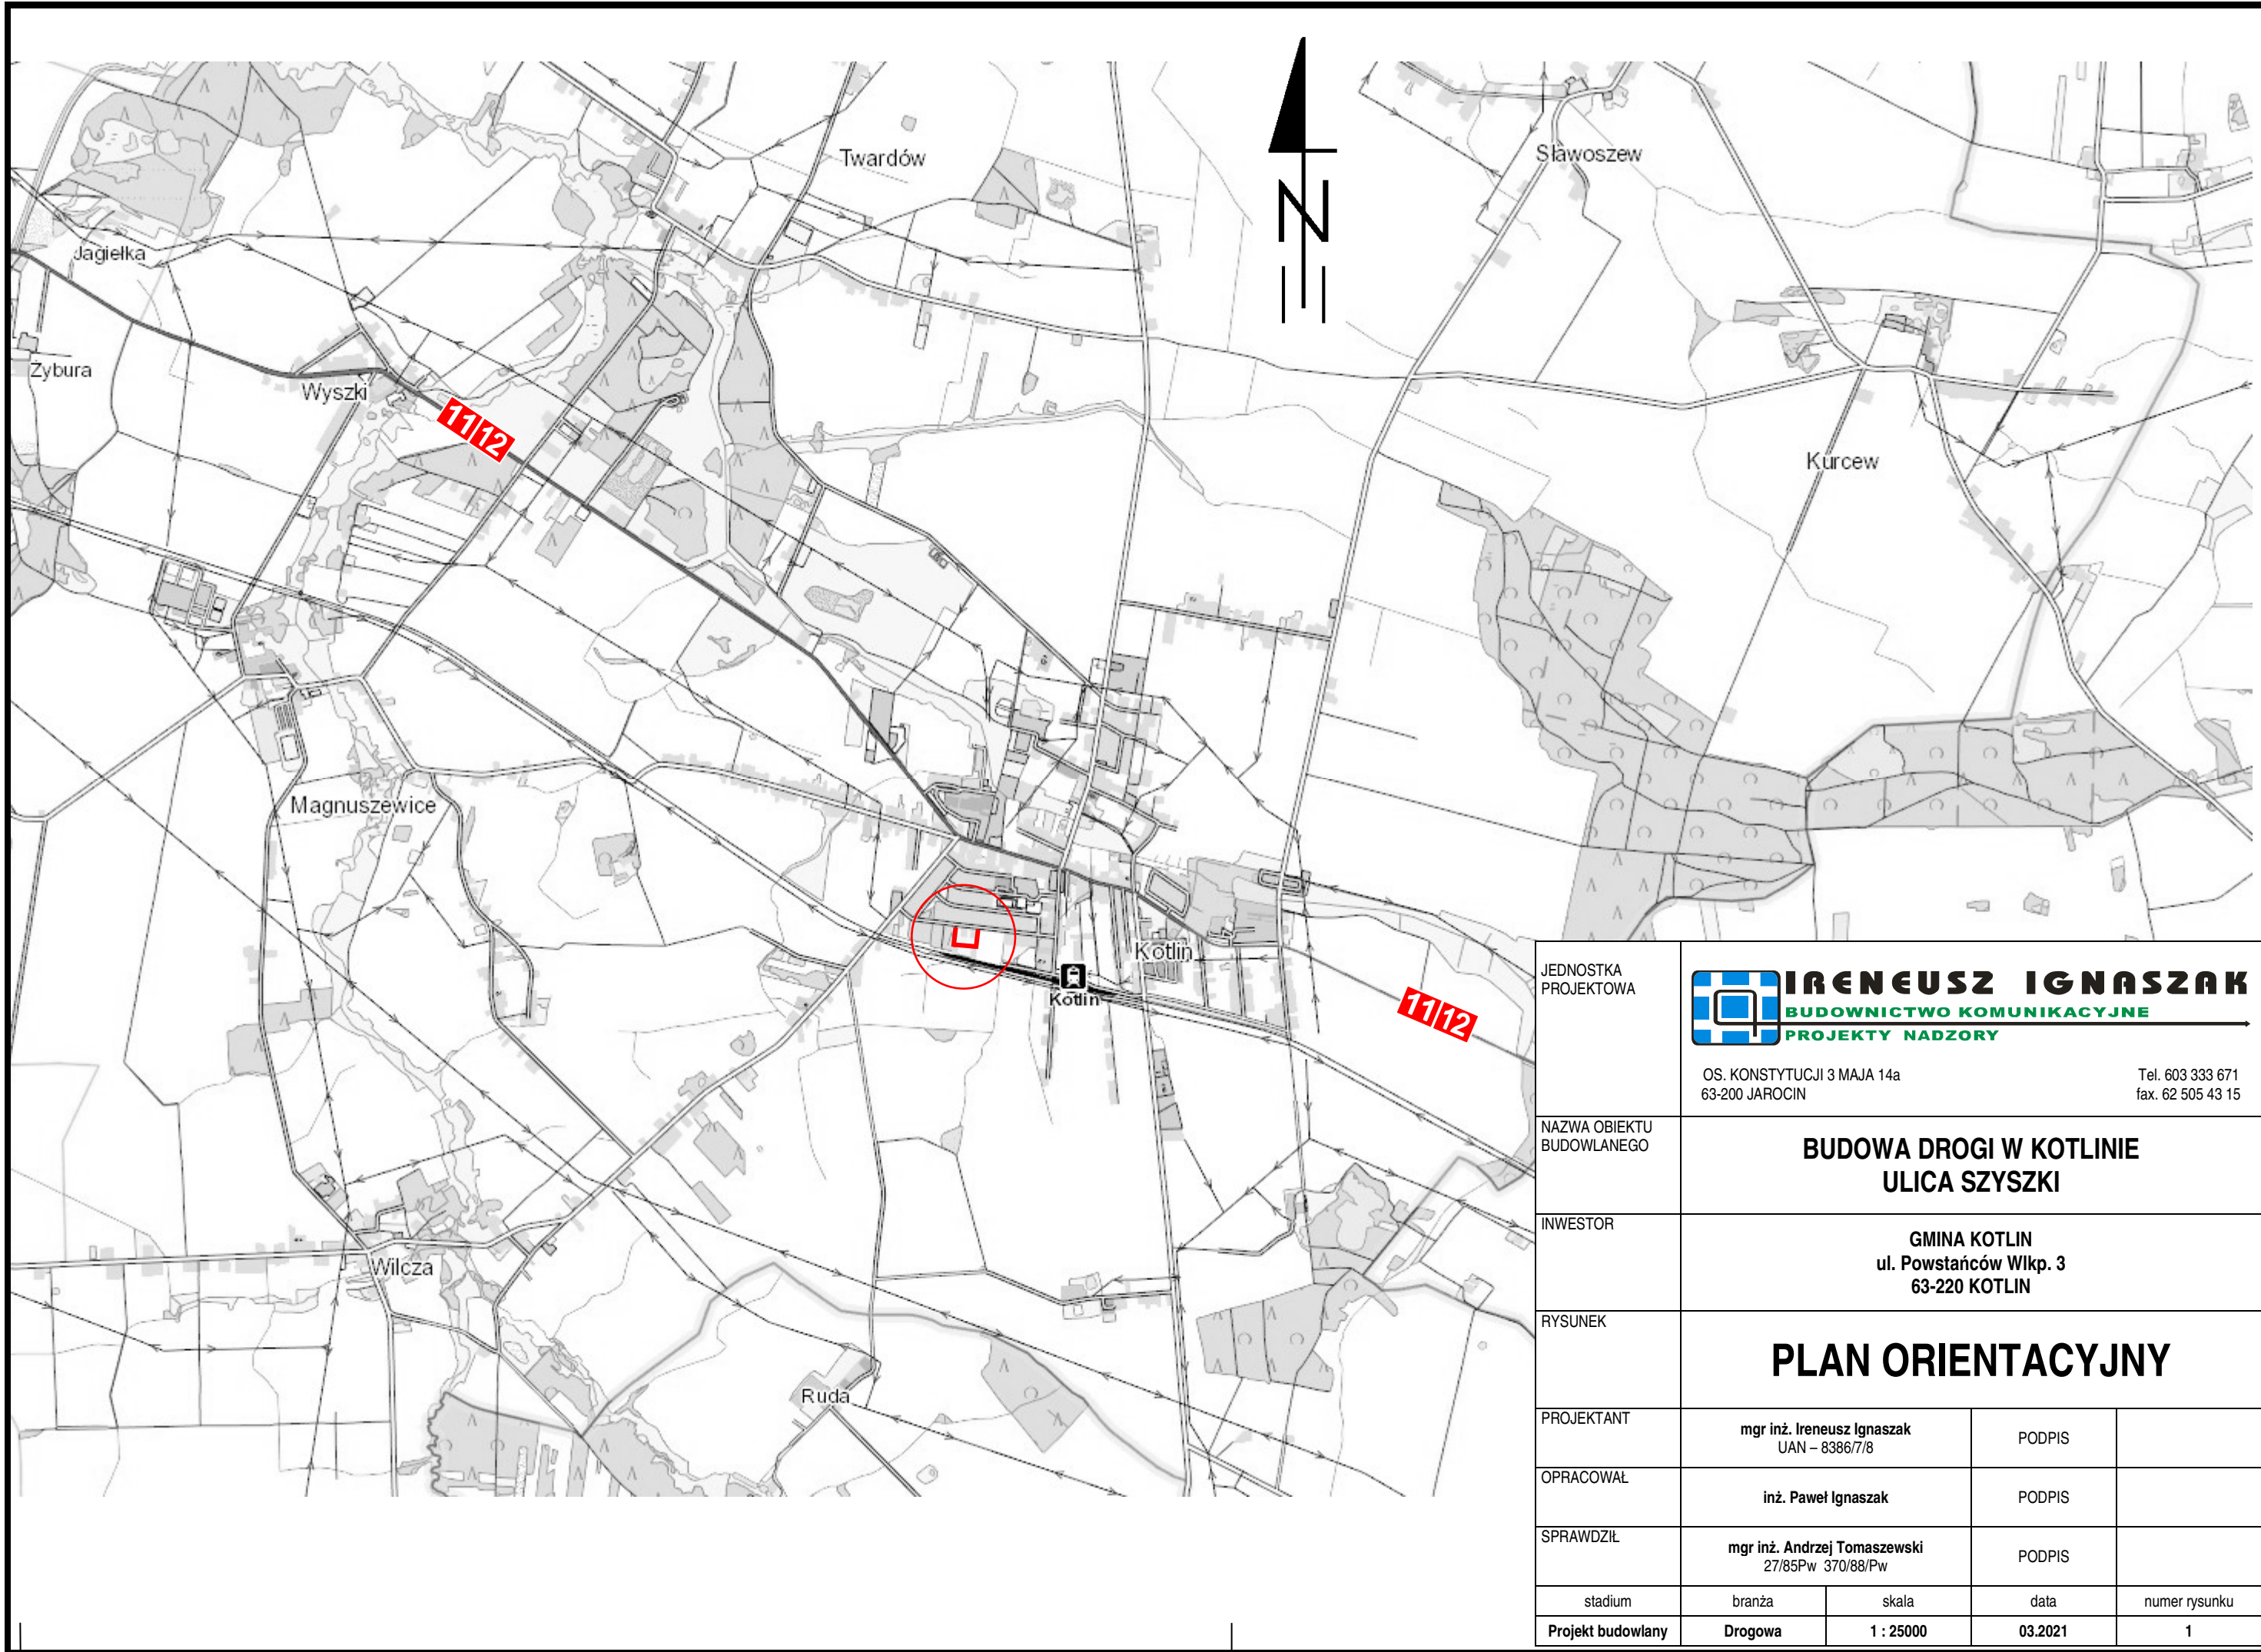 Twardów
Sławoszew
N
Jagiełka
Żybura
Wyszki
11/12
Kurcew
Magnuszewice
Kotlin
Kotlin
11/12
Wilcza
Ruda
JEDNOSTKA
PROJEKTOWA
IRENEUSZ IGNASZAK
BUDOWNICTWO KOMUNIKACYJNE
PROJEKTY NADZORY
OS. KONSTYTUCJI 3 MAJA 14a
63-200 JAROCIN
Tel. 603 333 671
fax. 62 505 43 15
NAZWA OBIEKTU
BUDOWLANEGO
BUDOWA DROGI W KOTLINIE
ULICA SZYSZKI
INWESTOR
GMINA KOTLIN
ul. Powstańców Wlkp. 3
63-220 KOTLIN
RYSUNEK
PLAN ORIENTACYJNY
PROJEKTANT
mgr inż. Ireneusz Ignaszak
UAN – 8386/7/8
PODPIS
OPRACOWAŁ
inż. Paweł Ignaszak
PODPIS
SPRAWDZIŁ
mgr inż. Andrzej Tomaszewski
27/85Pw 370/88/Pw
PODPIS
stadium branża skala data numer rysunku
Projekt budowlany Drogowa 1 : 25000 03.2021 1